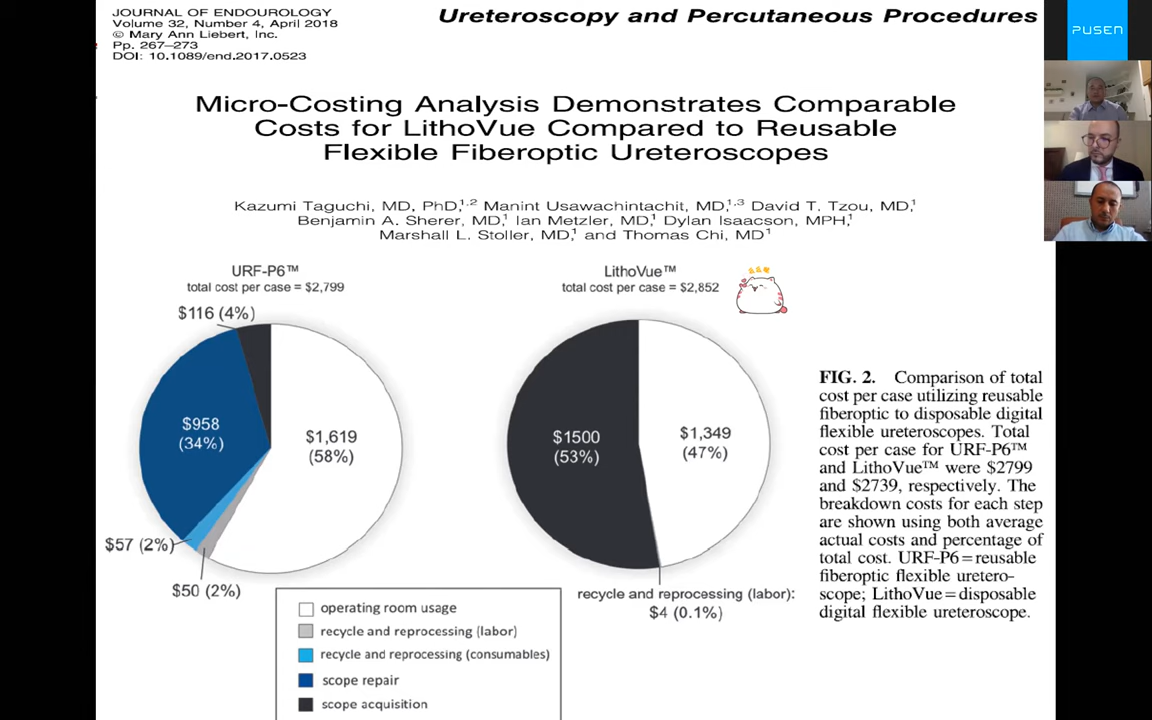 JOURNAL OF ENDOUROLOGY
Volume 32, Number 4, April 2018
© Mary Ann Liebert, Inc.
Pp. 267–273
DOI: 10.1089/end.2017.0523
Ureteroscopy and Percutaneous Procedures
PUSEN
Micro-Costing Analysis Demonstrates Comparable
Costs for LithoVue Compared to Reusable
Flexible Fiberoptic Ureteroscopes
Kazumi Taguchi, MD, PhD,1,2 Manint Usawachintachit, MD,1,3 David T. Tzou, MD,1
Benjamin A. Sherer, MD,1 Ian Metzler, MD,1 Dylan Isaacson, MPH,1
Marshall L. Stoller, MD,1 and Thomas Chi, MD1
URF-P6™
total cost per case = $2,799
$116 (4%)
$958
(34%)
$1,619
(58%)
$57 (2%)
$50 (2%)
LithoVue™
total cost per case = $2,852
$1500
(53%)
$1,349
(47%)
recycle and reprocessing (labor):
$4 (0.1%)
operating room usage
recycle and reprocessing (labor)
recycle and reprocessing (consumables)
scope repair
scope acquisition
FIG. 2. Comparison of total
cost per case utilizing reusable
fiberoptic to disposable digital
flexible ureteroscopes. Total
cost per case for URF-P6™
and LithoVue™ were $2799
and $2739, respectively. The
breakdown costs for each step
are shown using both average
actual costs and percentage of
total cost. URF-P6=reusable
fiberoptic flexible uretero-
scope; LithoVue=disposable
digital flexible ureteroscope.